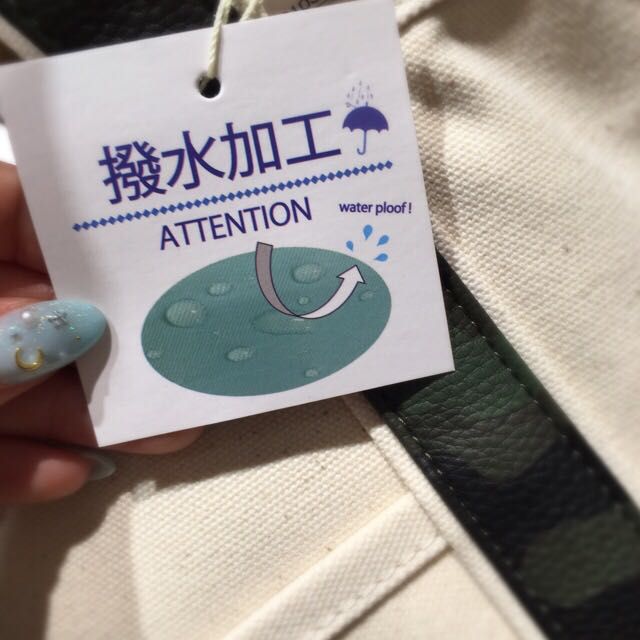 撥水加工
ATTENTION
water ploof!